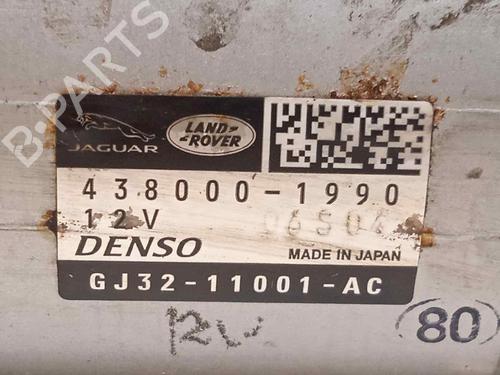 B-PARTS
JAGUAR
LAND-
ROVER
438000-1990
12V
DENSO
MADE IN JAPAN
GJ32-11001-AC
80